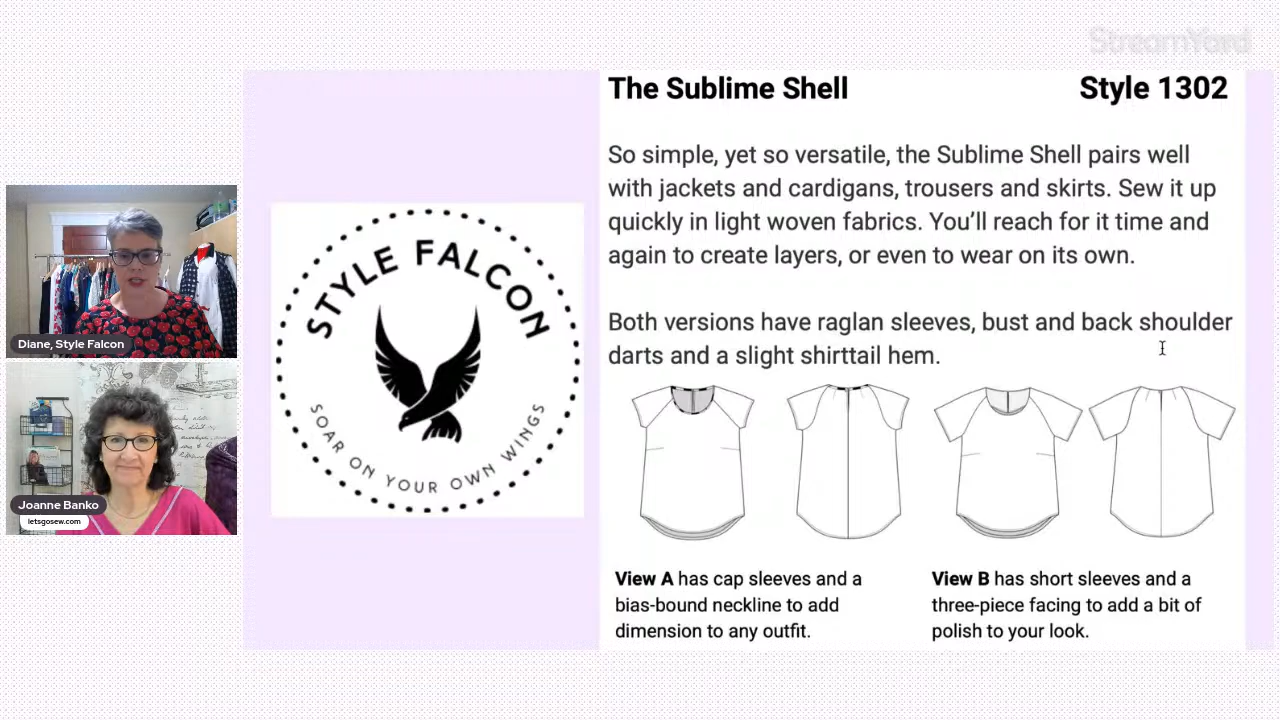 StreamYard
The Sublime Shell
Style 1302
So simple, yet so versatile, the Sublime Shell pairs well
with jackets and cardigans, trousers and skirts. Sew it up
quickly in light woven fabrics. You’ll reach for it time and
again to create layers, or even to wear on its own.
Both versions have raglan sleeves, bust and back shoulder
darts and a slight shirttail hem.
STYLE FALCON
SOAR ON YOUR OWN WINGS
View A has cap sleeves and a
bias-bound neckline to add
dimension to any outfit.
View B has short sleeves and a
three-piece facing to add a bit of
polish to your look.
Diane, Style Falcon
Joanne Banko
letsgosew.com